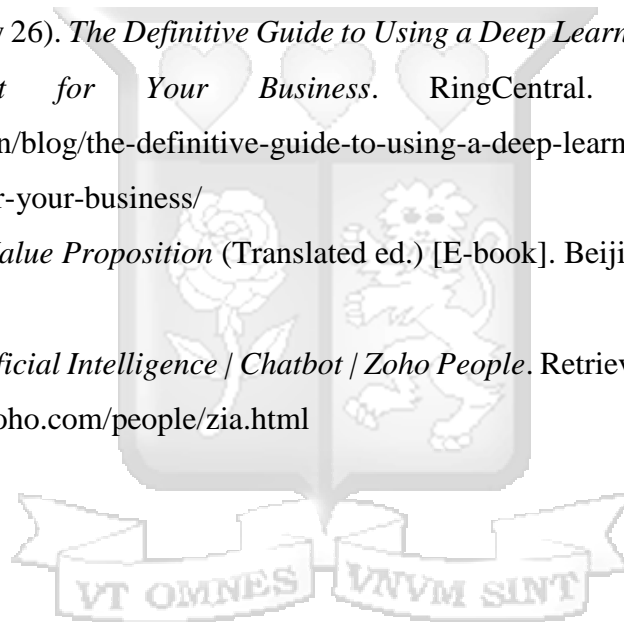 y 26). The Definitive Guide to Using a Deep Learn
t for Your Business. RingCentral.
n/blog/the-definitive-guide-to-using-a-deep-learn
r-your-business/
alue Proposition (Translated ed.) [E-book]. Beiji
ficial Intelligence | Chatbot | Zoho People. Retriev
oho.com/people/zia.html
VT OMNES VNVM SINT